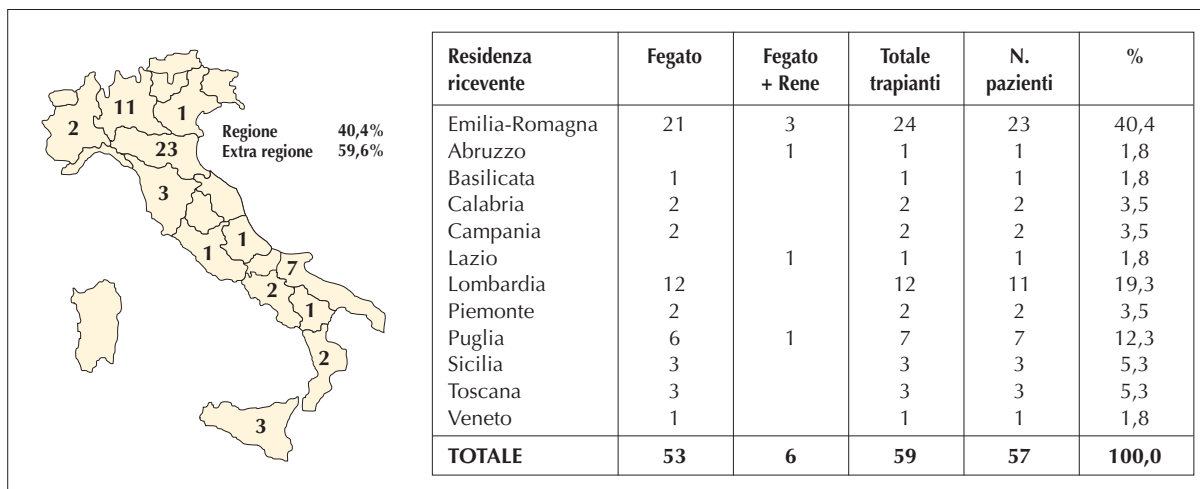 11
1
2
Regione 40,4%
Extra regione 59,6%
23
3
1
1
7
2
1
2
3
Residenza ricevente Fegato Fegato + Rene Totale trapianti N. pazienti %
Emilia-Romagna 21 3 24 23 40,4
Abruzzo 1 1 1 1,8
Basilicata 1 1 1 1,8
Calabria 2 2 2 3,5
Campania 2 2 2 3,5
Lazio 1 1 1 1,8
Lombardia 12 12 11 19,3
Piemonte 2 2 2 3,5
Puglia 6 1 7 7 12,3
Sicilia 3 3 3 5,3
Toscana 3 3 3 5,3
Veneto 1 1 1 1,8
TOTALE 53 6 59 57 100,0